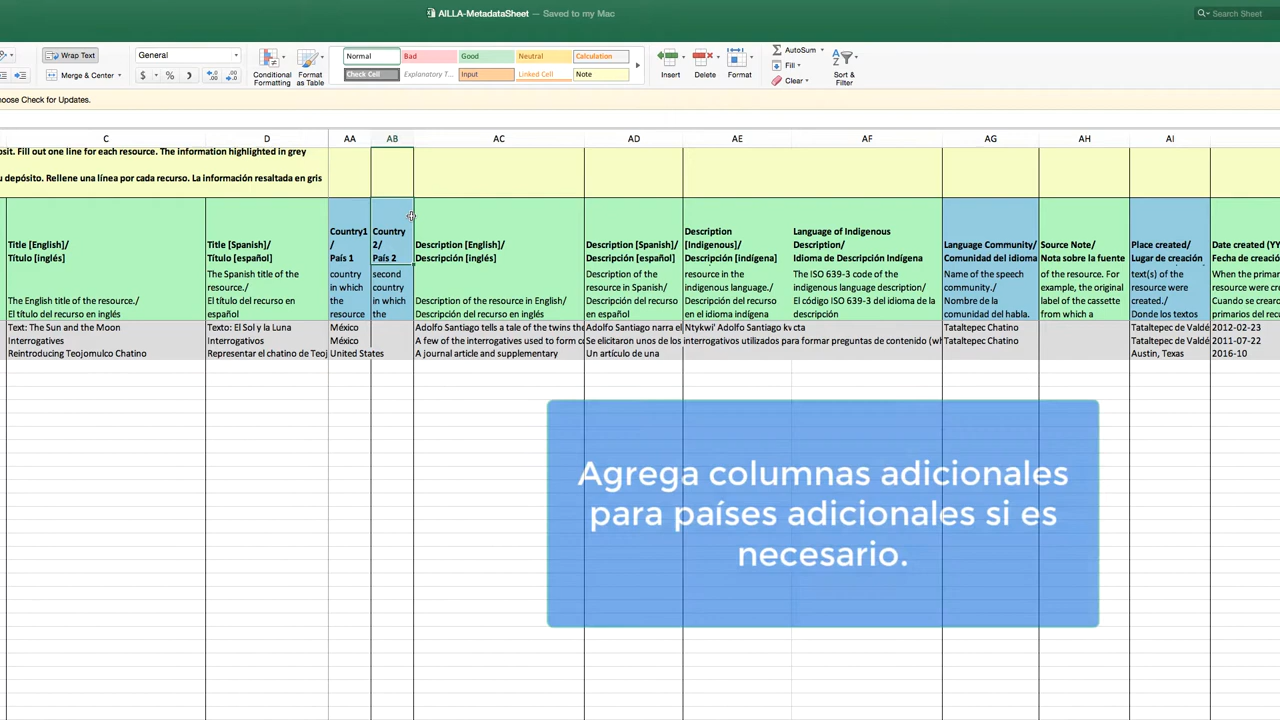 AILLA-MetadataSheet — Saved to my Mac
Search Sheet
Wrap Text
General
Normal
Bad
Good
Neutral
Calculation
AutoSum
Merge & Center
$ % )
Conditional
Formatting
Format
as Table
Check Cell
Explanatory T...
Input
Linked Cell
Note
Insert
Delete
Format
Fill
Clear
Sort &
Filter
oose Check for Updates.
C D AA AB AC AD AE AF AG AH AI
osit. Fill out one line for each resource. The information highlighted in grey
u depósito. Rellene una línea por cada recurso. La información resaltada en gris
Title [English]/
Título [inglés]
Title [Spanish]/
Título [español]
Country1
/
País 1
Country
2/
País 2
Description [English]/
Descripción [inglés]
Description [Spanish]/
Descripción [español]
Description
[Indigenous]/
Descripción [indígena]
Language of Indigenous
Description/
Idioma de Descripción Indígena
Language Community/
Comunidad del idioma
Source Note/
Nota sobre la fuente
Place created/
Lugar de creación
Date created (YY
Fecha de creació
The English title of the resource./
El título del recurso en inglés
The Spanish title of the
resource./
El título del recurso en
español
country
in which
the
resource
second
country
in which
the
Description of the resource in English/
Descripción del recurso en inglés
Description of the
resource in Spanish/
Descripción del recurso
en español
resource in the
indigenous language./
Descripción del recurso
en el idioma indígena
The ISO 639-3 code of the
indigenous language description/
El código ISO 639-3 del idioma de la
descripción
Name of the speech
community./
Nombre de la
comunidad del habla.
of the resource. For
example, the original
label of the cassette
from which a
text(s) of the
resource were
created./
Donde los textos
When the primar
resource were cre
Cuando se crearo
primarios del recu
Text: The Sun and the Moon
Texto: El Sol y la Luna
México
Adolfo Santiago tells a tale of the twins the
Adolfo Santiago narra el
Ntykwi' Adolfo Santiago kv
cta
Tataltepec Chatino
Tataltepec de Valdé
2012-02-23
Interrogatives
Interrogativos
México
A few of the interrogatives used to form co
Se elicitaron unos de los interrogativos utilizados para formar preguntas de contenido (wh
Tataltepec Chatino
Tataltepec de Valdé
2011-07-22
Reintroducing Teojomulco Chatino
Representar el chatino de Teoj
United States
A journal article and supplementary
Un artículo de una
Austin, Texas
2016-10
Agrega columnas adicionales
para países adicionales si es
necesario.